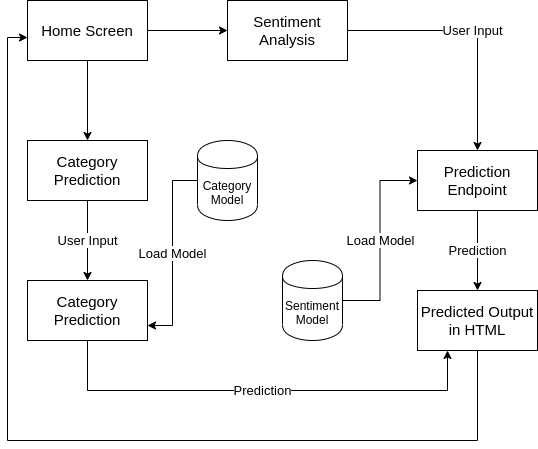 Home Screen
Sentiment
Analysis
User Input
Category
Prediction
Category
Model
Prediction
Endpoint
User Input
Load Model
Load Model
Prediction
Category
Prediction
Sentiment
Model
Predicted Output
in HTML
Prediction